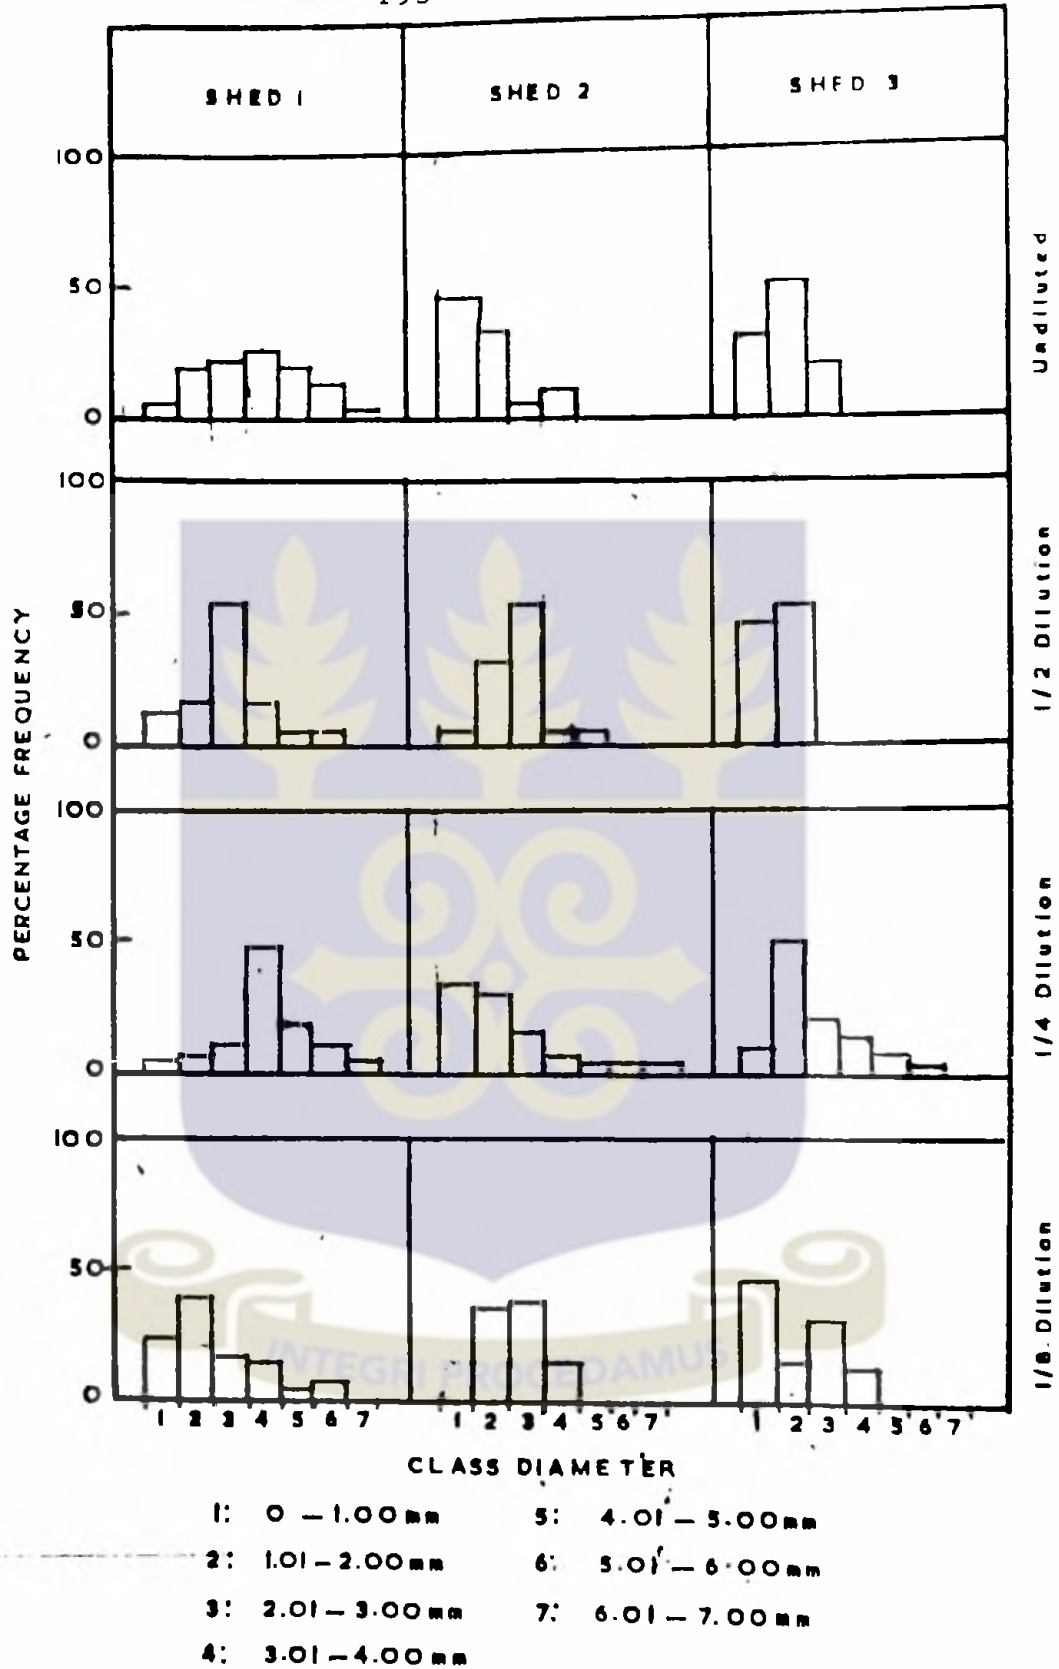 SHED 1 SHED 2 SHED 3
100
50
0
Undiluted
100
50
0
1/2 Dilution
100
50
0
1/4 Dilution
100
50
0
1/8. Dilution
PERCENTAGE FREQUENCY
1 2 3 4 5 6 7 1 2 3 4 5 6 7 1 2 3 4 5 6 7
CLASS DIAMETER
1: 0 – 1.00mm 5: 4.01 – 5.00mm
2: 1.01 – 2.00mm 6: 5.01 – 6.00mm
3: 2.01 – 3.00mm 7: 6.01 – 7.00mm
4: 3.01 – 4.00mm
INTEGRI PROCEDAMUS